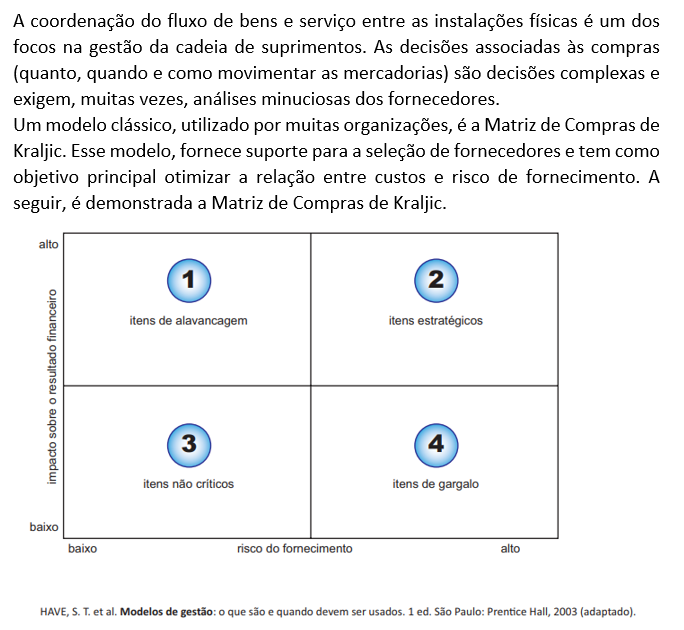 A coordenação do fluxo de bens e serviço entre as instalações físicas é um dos
focos na gestão da cadeia de suprimentos. As decisões associadas às compras
(quanto, quando e como movimentar as mercadorias) são decisões complexas e
exigem, muitas vezes, análises minuciosas dos fornecedores.
Um modelo clássico, utilizado por muitas organizações, é a Matriz de Compras de
Kraljic. Esse modelo, fornece suporte para a seleção de fornecedores e tem como
objetivo principal otimizar a relação entre custos e risco de fornecimento. A
seguir, é demonstrada a Matriz de Compras de Kraljic.
alto
impacto sobre o resultado financeiro
1
itens de alavancagem
2
itens estratégicos
3
itens não críticos
4
itens de gargalo
baixo
baixo
risco do fornecimento
alto
HAVE, S. T. et al. Modelos de gestão: o que são e quando devem ser usados. 1 ed. São Paulo: Prentice Hall, 2003 (adaptado).